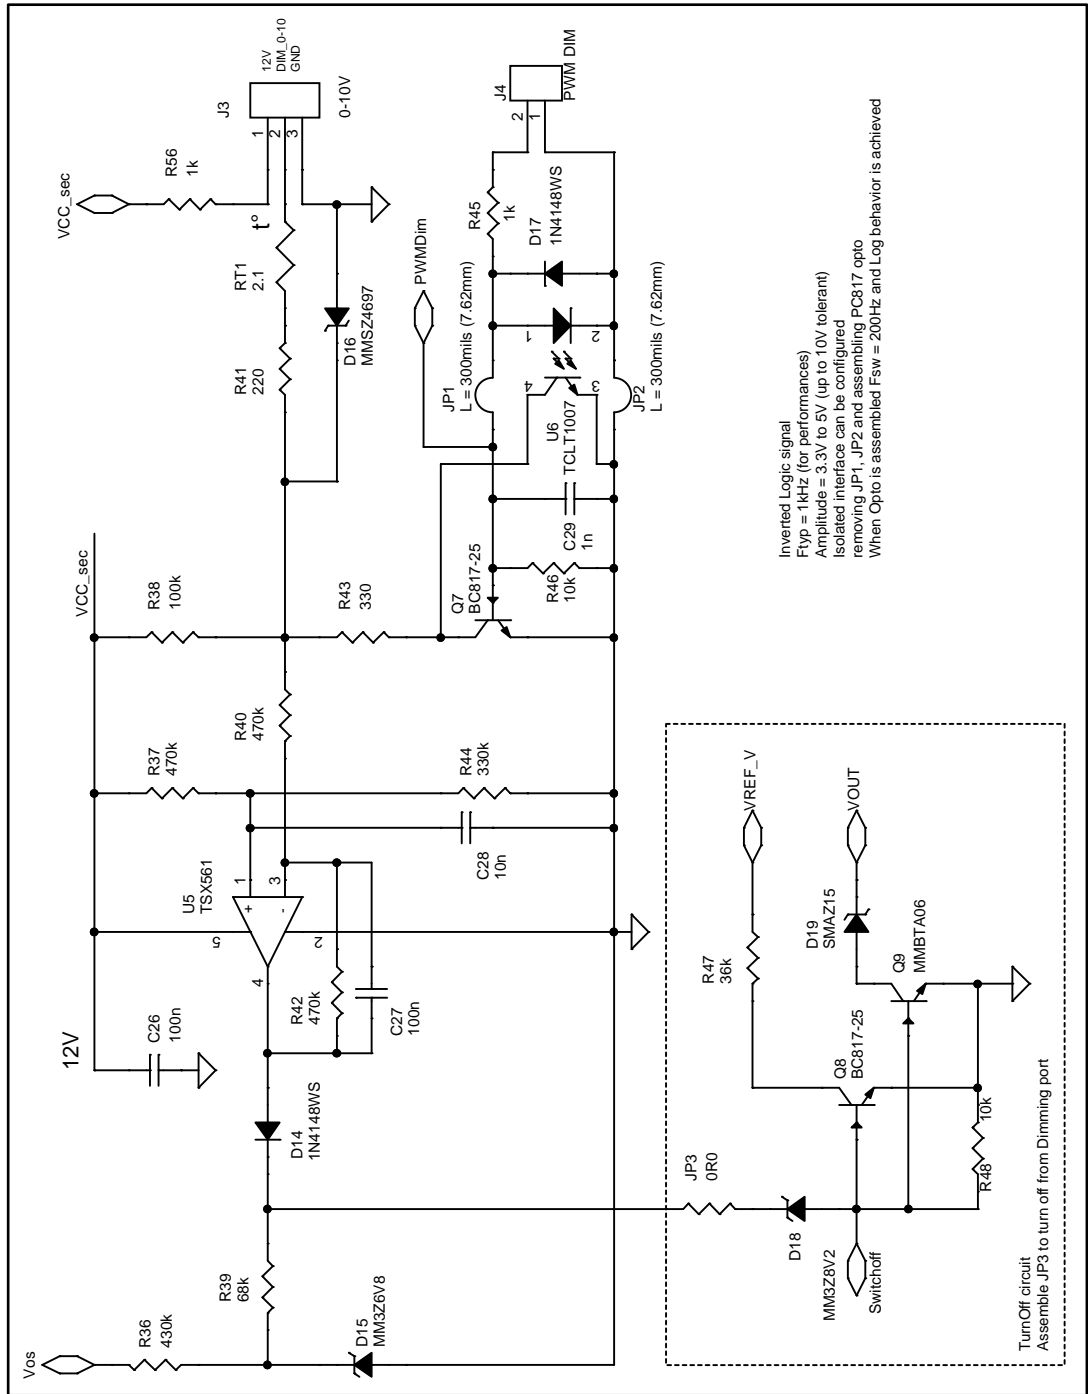 Vos
R36
430k
R39
68k
D15
MM3Z6V8
D14
1N4148WS
12V
C26
100n
U5
TSX561
5
4
1
3
2
+
-
R42
470k
C27
100n
R37
470k
C28
10n
R44
330k
R40
470k
VCC_sec
R38
100k
R43
330
Q7
BC817-25
R46
10k
C29
1n
U6
TCLT1007
4
3
1
2
JP1
L = 300mils (7.62mm)
JP2
L = 300mils (7.62mm)
PWMDim
D17
1N4148WS
R45
1k
J4
2
1
PWM DIM
R41
220
RT1
2.1
t°
D16
MMSZ4697
VCC_sec
R56
1k
J3
1
2
3
12V
DIM_0-10
GND
0-10V
Inverted Logic signal
Ftyp = 1kHz (for performances)
Amplitude = 3.3V to 5V (up to 10V tolerant)
Isolated interface can be configured
removing JP1, JP2 and assembling PC817 opto
When Opto is assembled Fsw = 200Hz and Log behavior is achieved
JP3
0R0
D18
MM3Z8V2
Switchoff
Q8
BC817-25
R48
10k
R47
36k
VREF_V
Q9
MMBTA06
D19
SMAZ15
VOUT
TurnOff circuit
Assemble JP3 to turn off from Dimming port